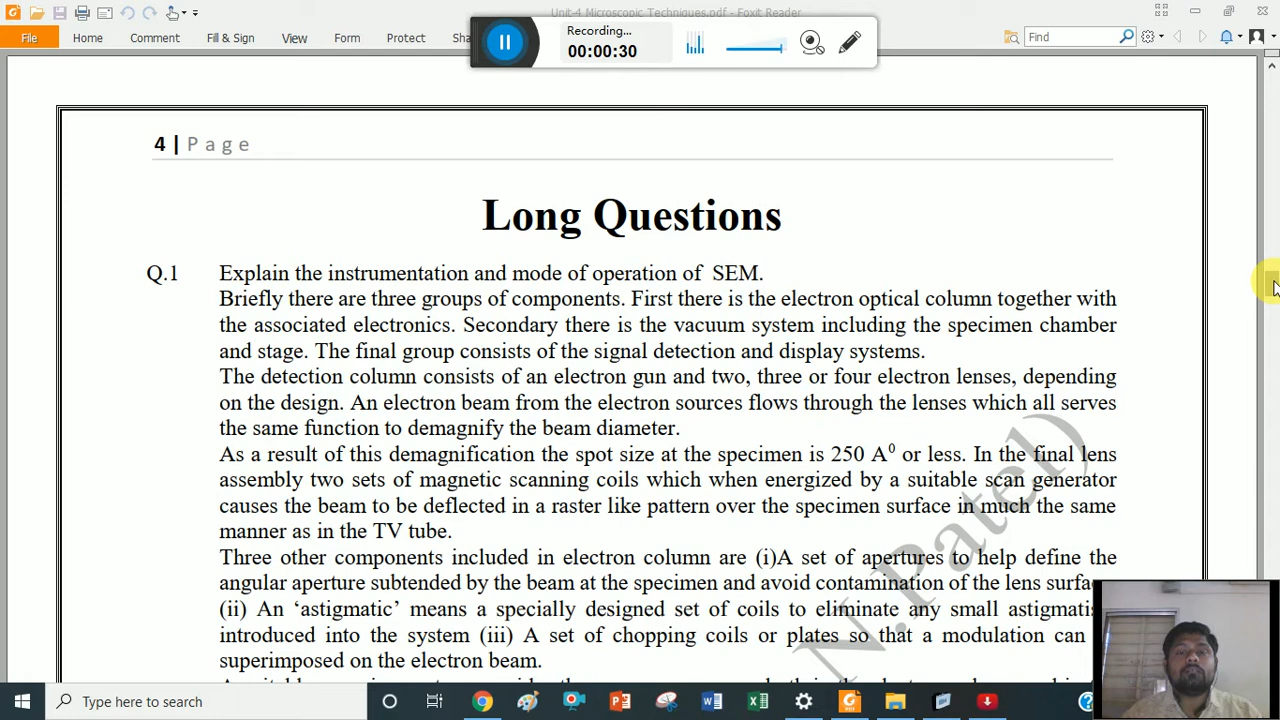 Unit-4 Microscopic Techniques.pdf - Foxit Reader
File Home Comment Fill & Sign View Form Protect Find
Recording...
00:00:30
4 | Page
Long Questions
Q.1 Explain the instrumentation and mode of operation of SEM.
Briefly there are three groups of components. First there is the electron optical column together with
the associated electronics. Secondary there is the vacuum system including the specimen chamber
and stage. The final group consists of the signal detection and display systems.
The detection column consists of an electron gun and two, three or four electron lenses, depending
on the design. An electron beam from the electron sources flows through the lenses which all serves
the same function to demagnify the beam diameter.
As a result of this demagnification the spot size at the specimen is 250 A⁰ or less. In the final lens
assembly two sets of magnetic scanning coils which when energized by a suitable scan generator
causes the beam to be deflected in a raster like pattern over the specimen surface in much the same
manner as in the TV tube.
Three other components included in electron column are (i)A set of apertures to help define the
angular aperture subtended by the beam at the specimen and avoid contamination of the lens
(ii) An ‘astigmatic’ means a specially designed set of coils to eliminate any small
introduced into the system (iii) A set of chopping coils or plates so that a modulation can
superimposed on the electron beam.
N.Patel)
Type here to search